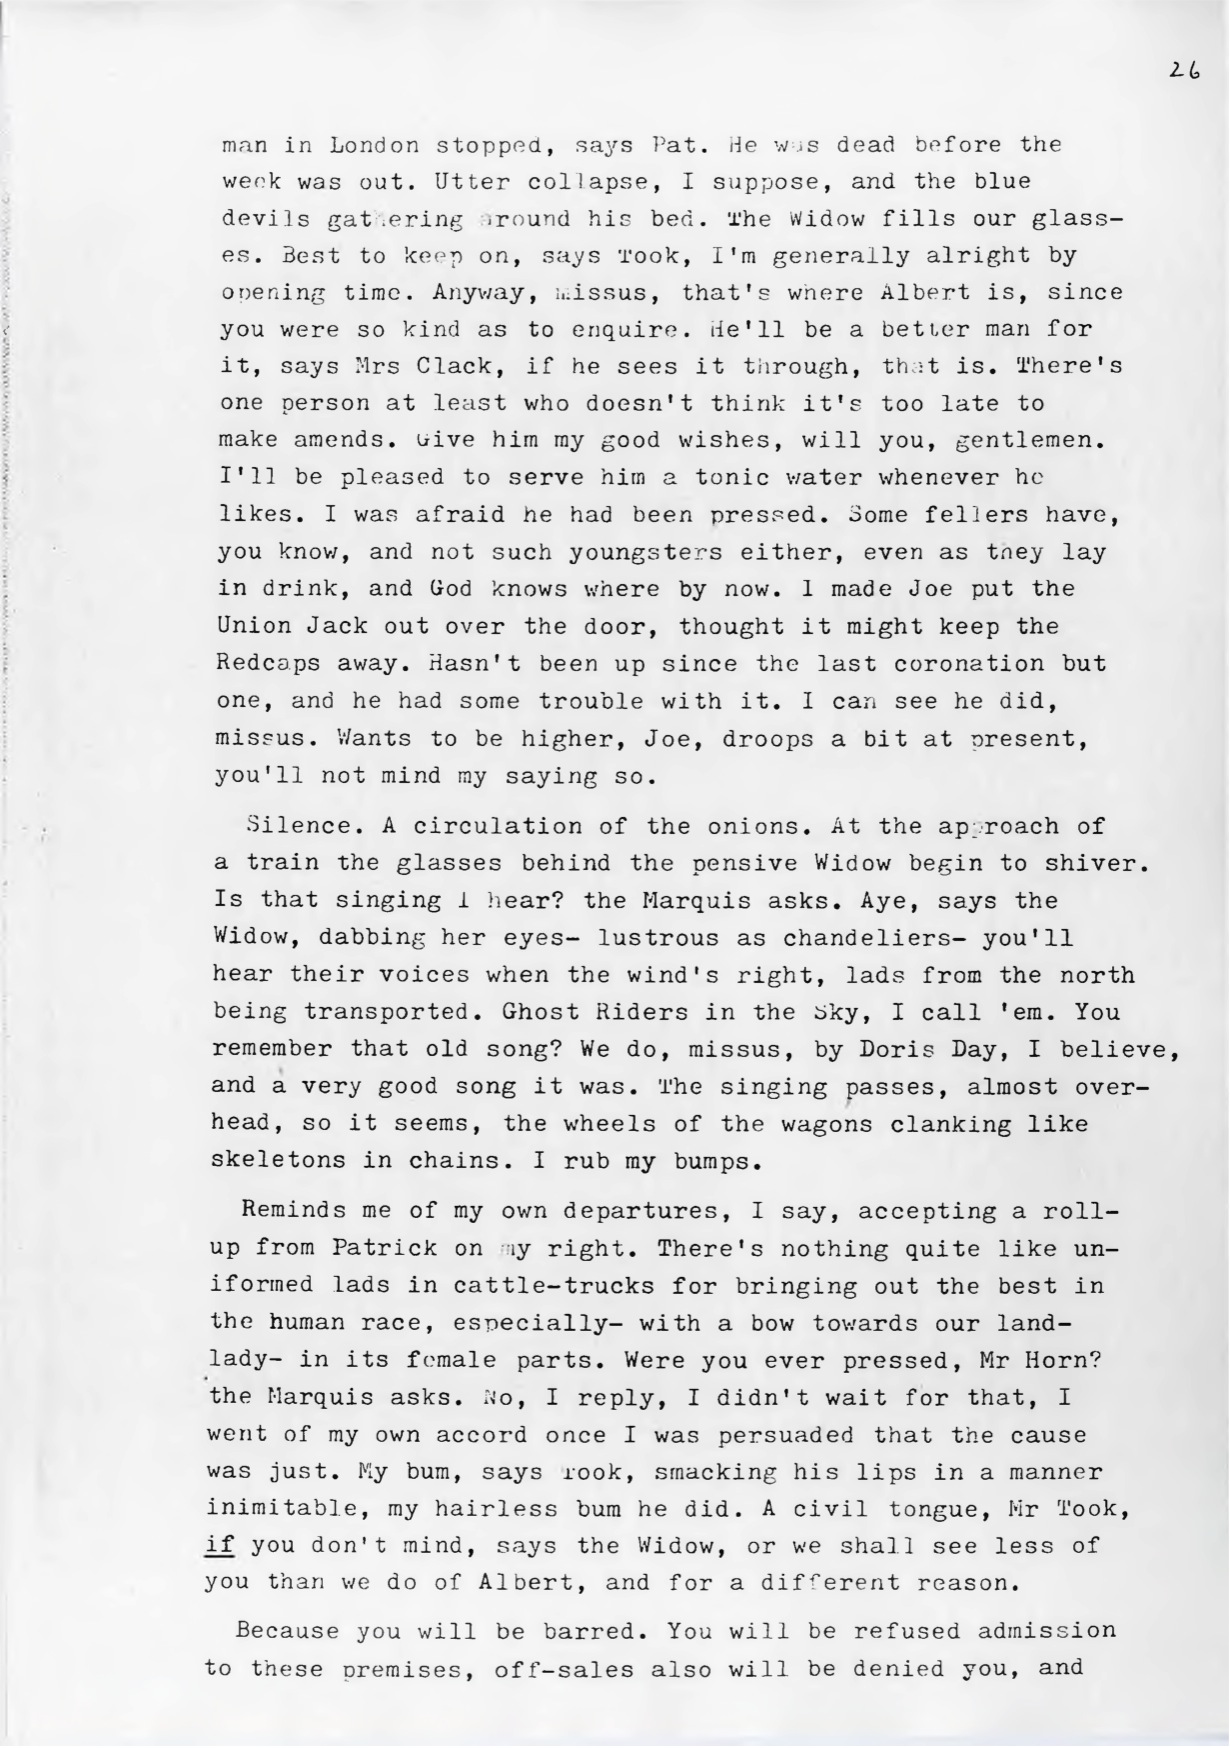 26
man in London stopped, says Pat. He was dead before the
week was out. Utter collapse, I suppose, and the blue
devils gathering around his bed. The Widow fills our glass-
es. Best to keep on, says Took, I'm generally alright by
opening time. Anyway, missus, that's where Albert is, since
you were so kind as to enquire. He'll be a better man for
it, says Mrs Clack, if he sees it through, that is. There's
one person at least who doesn't think it's too late to
make amends. Give him my good wishes, will you, gentlemen.
I'll be pleased to serve him a tonic water whenever he
likes. I was afraid he had been pressed. Some fellers have,
you know, and not such youngsters either, even as they lay
in drink, and God knows where by now. I made Joe put the
Union Jack out over the door, thought it might keep the
Redcaps away. Hasn't been up since the last coronation but
one, and he had some trouble with it. I can see he did,
missus. Wants to be higher, Joe, droops a bit at present,
you'll not mind my saying so.
Silence. A circulation of the onions. At the approach of
a train the glasses behind the pensive Widow begin to shiver.
Is that singing I hear? the Marquis asks. Aye, says the
Widow, dabbing her eyes- lustrous as chandeliers- you'll
hear their voices when the wind's right, lads from the north
being transported. Ghost Riders in the Sky, I call 'em. You
remember that old song? We do, missus, by Doris Day, I believe,
and a very good song it was. The singing passes, almost over-
head, so it seems, the wheels of the wagons clanking like
skeletons in chains. I rub my bumps.
Reminds me of my own departures, I say, accepting a roll-
up from Patrick on my right. There's nothing quite like un-
iformed lads in cattle-trucks for bringing out the best in
the human race, especially- with a bow towards our land-
lady- in its female parts. Were you ever pressed, Mr Horn?
the Marquis asks. No, I reply, I didn't wait for that, I
went of my own accord once I was persuaded that the cause
was just. My bum, says Took, smacking his lips in a manner
inimitable, my hairless bum he did. A civil tongue, Mr Took,
if you don't mind, says the Widow, or we shall see less of
you than we do of Albert, and for a different reason.
Because you will be barred. You will be refused admission
to these premises, off-sales also will be denied you, and